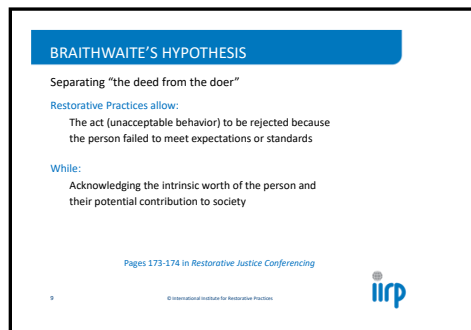 BRAITHWAITE'S HYPOTHESIS
Separating "the deed from the doer"
Restorative Practices allow:
The act (unacceptable behavior) to be rejected because
the person failed to meet expectations or standards
While:
Acknowledging the intrinsic worth of the person and
their potential contribution to society
Pages 173-174 in Restorative Justice Conferencing
9
© International Institute for Restorative Practices
iirp